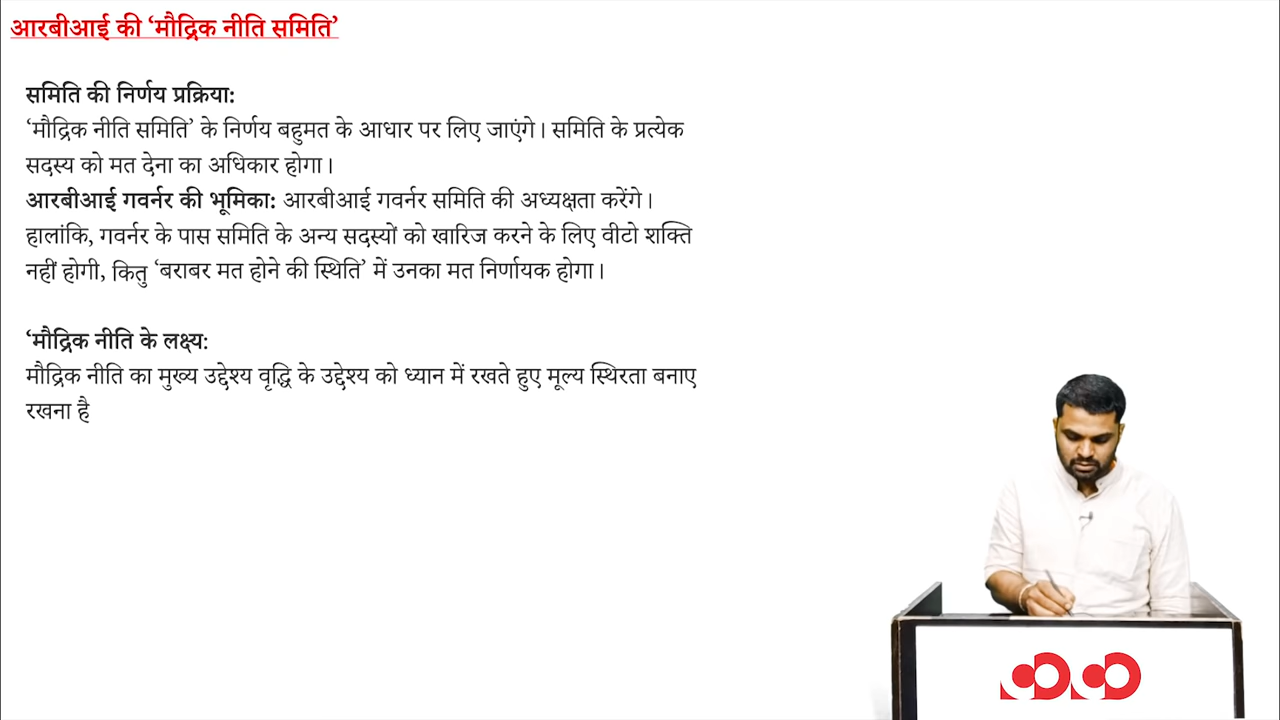 आरबीआई की ‘मौद्रिक नीति समिति’
समिति की निर्णय प्रक्रिया:
‘मौद्रिक नीति समिति’ के निर्णय बहुमत के आधार पर लिए जाएंगे। समिति के प्रत्येक
सदस्य को मत देना का अधिकार होगा।
आरबीआई गवर्नर की भूमिका: आरबीआई गवर्नर समिति की अध्यक्षता करेंगे।
हालांकि, गवर्नर के पास समिति के अन्य सदस्यों को खारिज करने के लिए वीटो शक्ति
नहीं होगी, किंतु ‘बराबर मत होने की स्थिति’ में उनका मत निर्णायक होगा।
‘मौद्रिक नीति के लक्ष्य:
मौद्रिक नीति का मुख्य उद्देश्य वृद्धि के उद्देश्य को ध्यान में रखते हुए मूल्य स्थिरता बनाए
रखना है